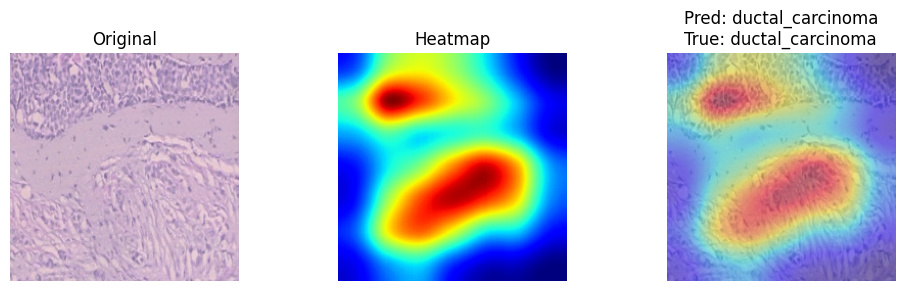 Original
Heatmap
Pred: ductal_carcinoma
True: ductal_carcinoma